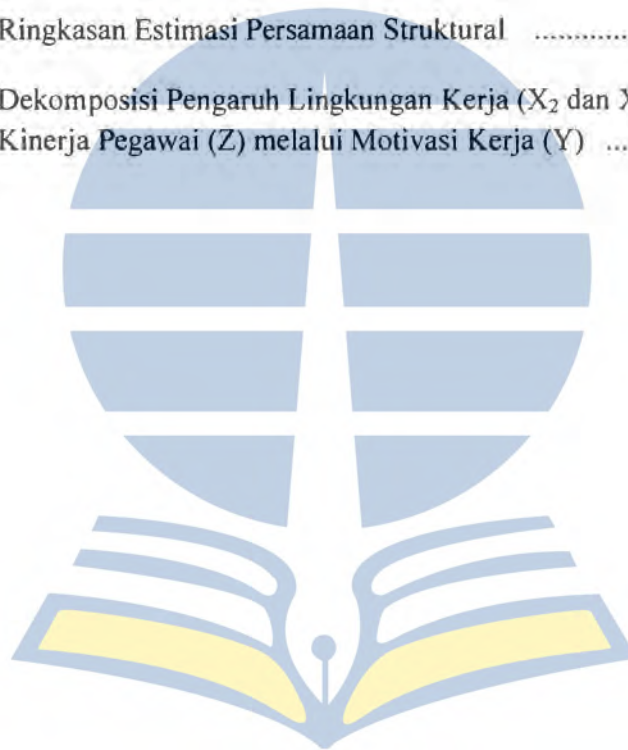 Ringkasan Estimasi Persamaan Struktural .............
Dekomposisi Pengaruh Lingkungan Kerja (X₂ dan
Kinerja Pegawai (Z) melalui Motivasi Kerja (Y) ...